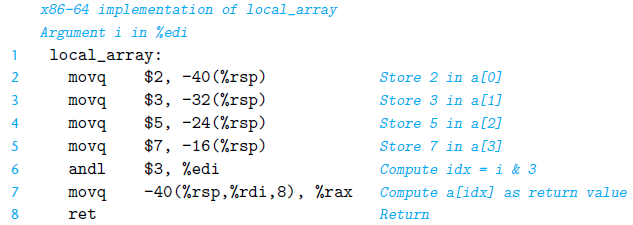 x86-64 implementation of local_array
Argument i in %edi
1 local_array:
2 movq $2, -40(%rsp) Store 2 in a[0]
3 movq $3, -32(%rsp) Store 3 in a[1]
4 movq $5, -24(%rsp) Store 5 in a[2]
5 movq $7, -16(%rsp) Store 7 in a[3]
6 andl $3, %edi Compute idx = i & 3
7 movq -40(%rsp,%rdi,8), %rax Compute a[idx] as return value
8 ret Return